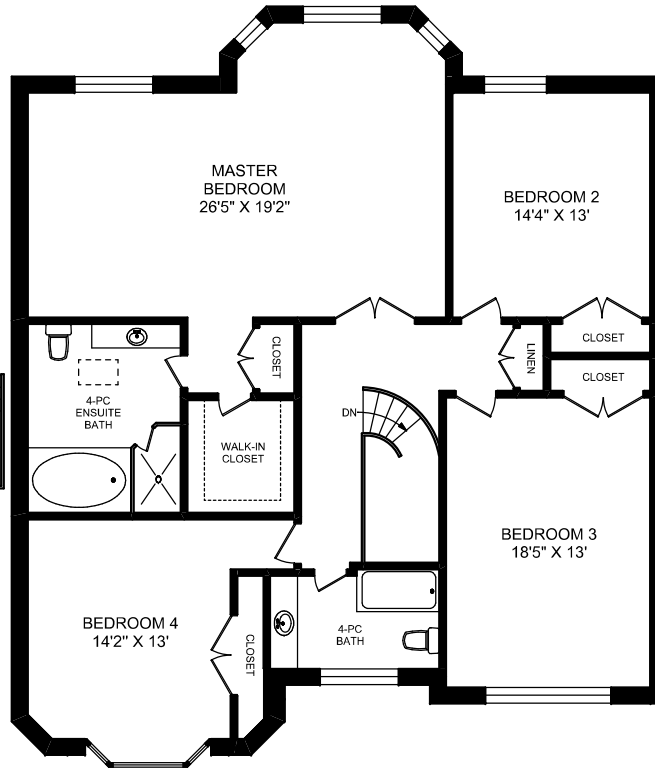 MASTER
BEDROOM
26'5" X 19'2"
BEDROOM 2
14'4" X 13'
CLOSET
CLOSET
LINEN
CLOSET
4-PC
ENSUITE
BATH
WALK-IN
CLOSET
DN
BEDROOM 3
18'5" X 13'
BEDROOM 4
14'2" X 13'
CLOSET
4-PC
BATH